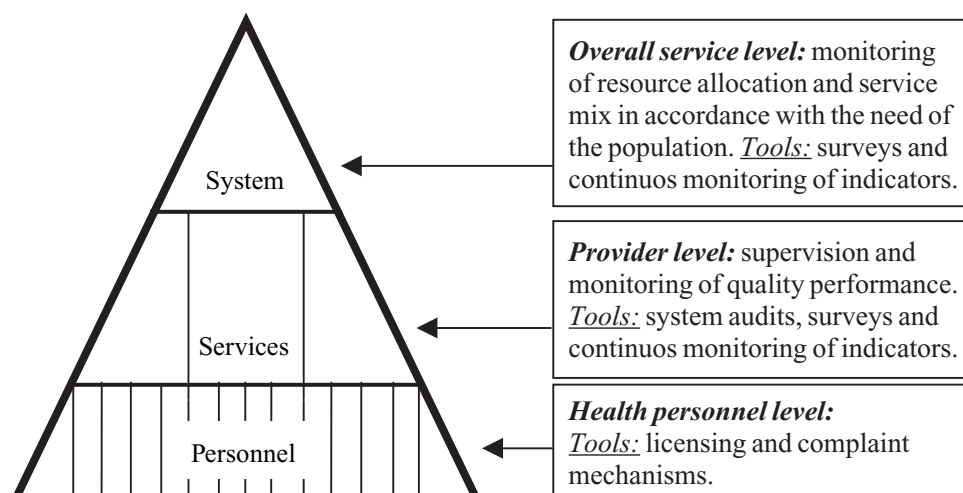 System
Services
Personnel
Overall service level: monitoring
of resource allocation and service
mix in accordance with the need of
the population. Tools: surveys and
continuos monitoring of indicators.
Provider level: supervision and
monitoring of quality performance.
Tools: system audits, surveys and
continuos monitoring of indicators.
Health personnel level:
Tools: licensing and complaint
mechanisms.